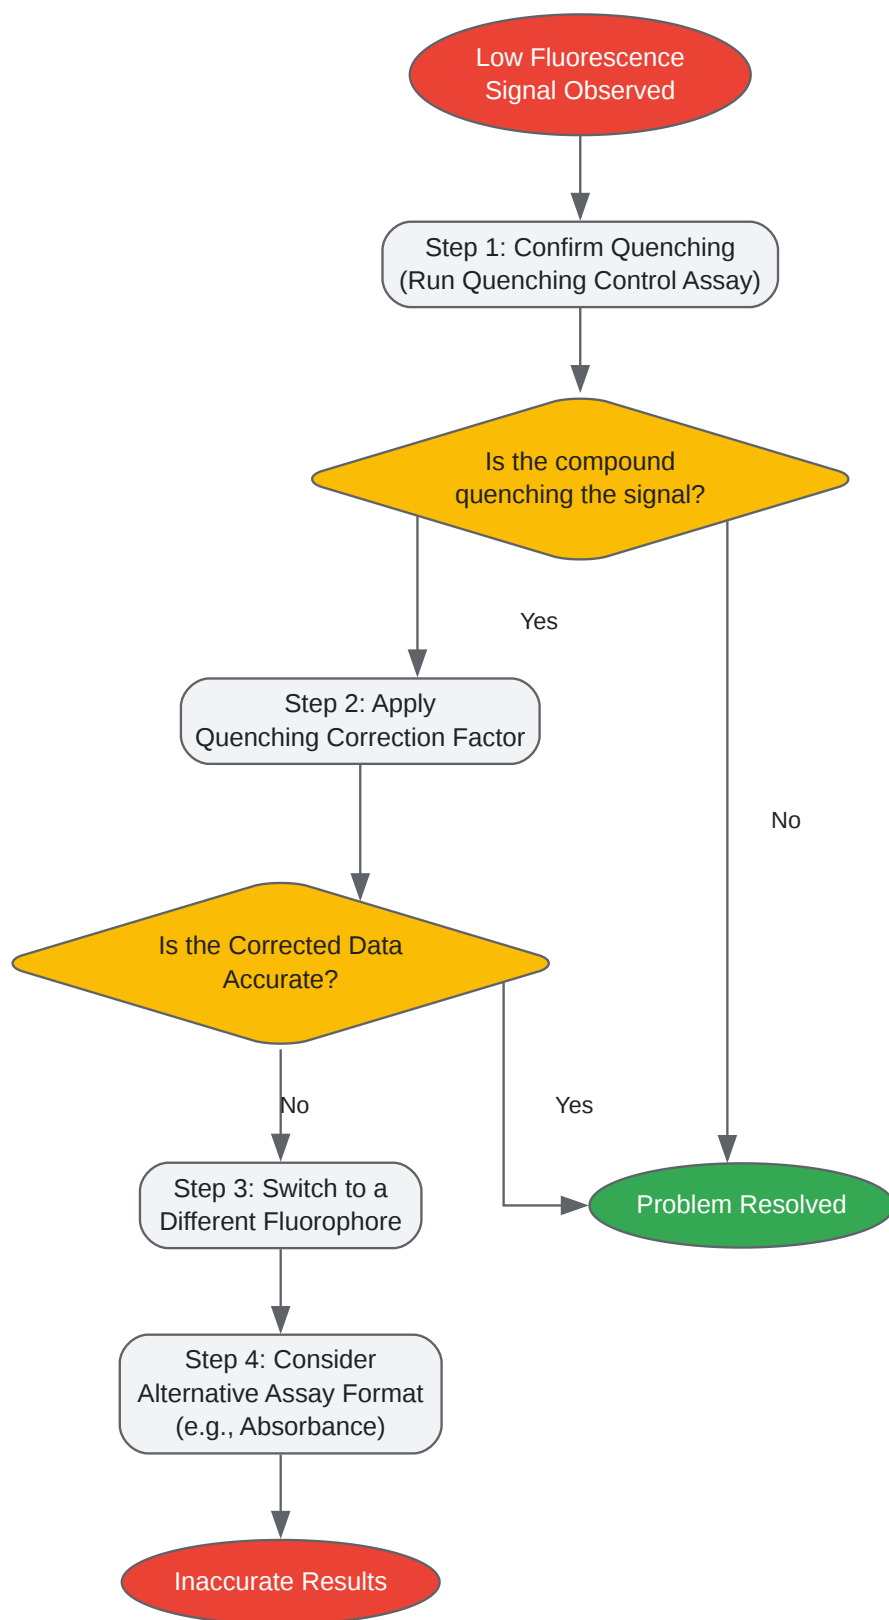 Low Fluorescence
Signal Observed
Step 1: Confirm Quenching
(Run Quenching Control Assay)
Is the compound
quenching the signal?
Yes
Step 2: Apply
Quenching Correction Factor
No
Is the Corrected Data
Accurate?
No
Yes
Step 3: Switch to a
Different Fluorophore
Problem Resolved
Step 4: Consider
Alternative Assay Format
(e.g., Absorbance)
Inaccurate Results